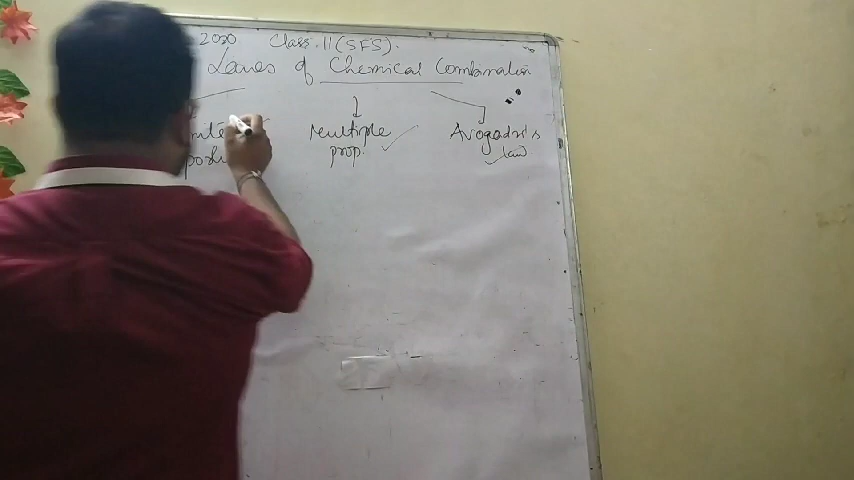 2020 Class. 11 (SFS).
Laws of Chemical Combination
Multiple Avogadro's
prop. law